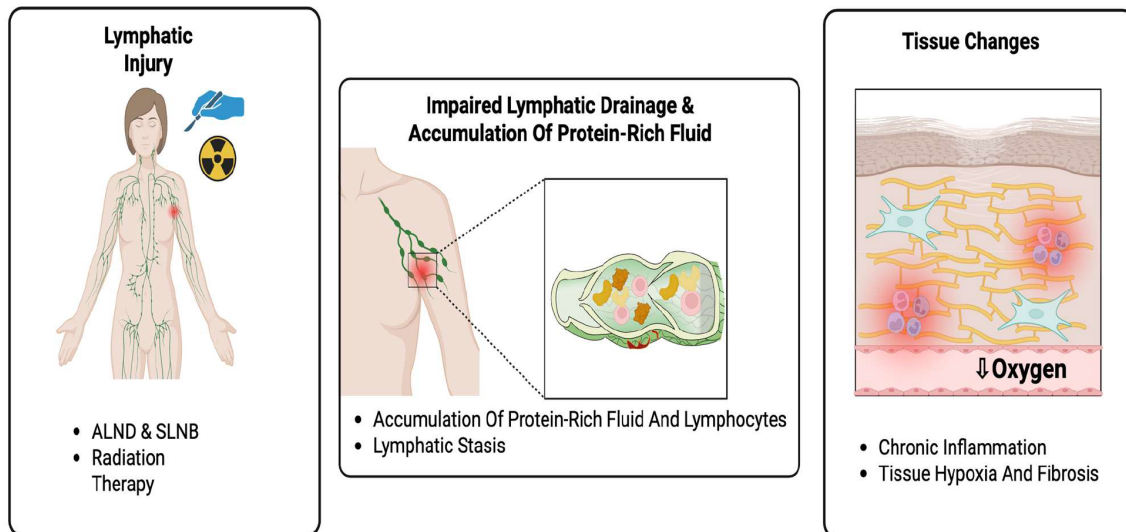 Lymphatic
Injury
• ALND & SLNB
• Radiation
Therapy
Impaired Lymphatic Drainage &
Accumulation Of Protein-Rich Fluid
• Accumulation Of Protein-Rich Fluid And Lymphocytes
• Lymphatic Stasis
Tissue Changes
⇩Oxygen
• Chronic Inflammation
• Tissue Hypoxia And Fibrosis